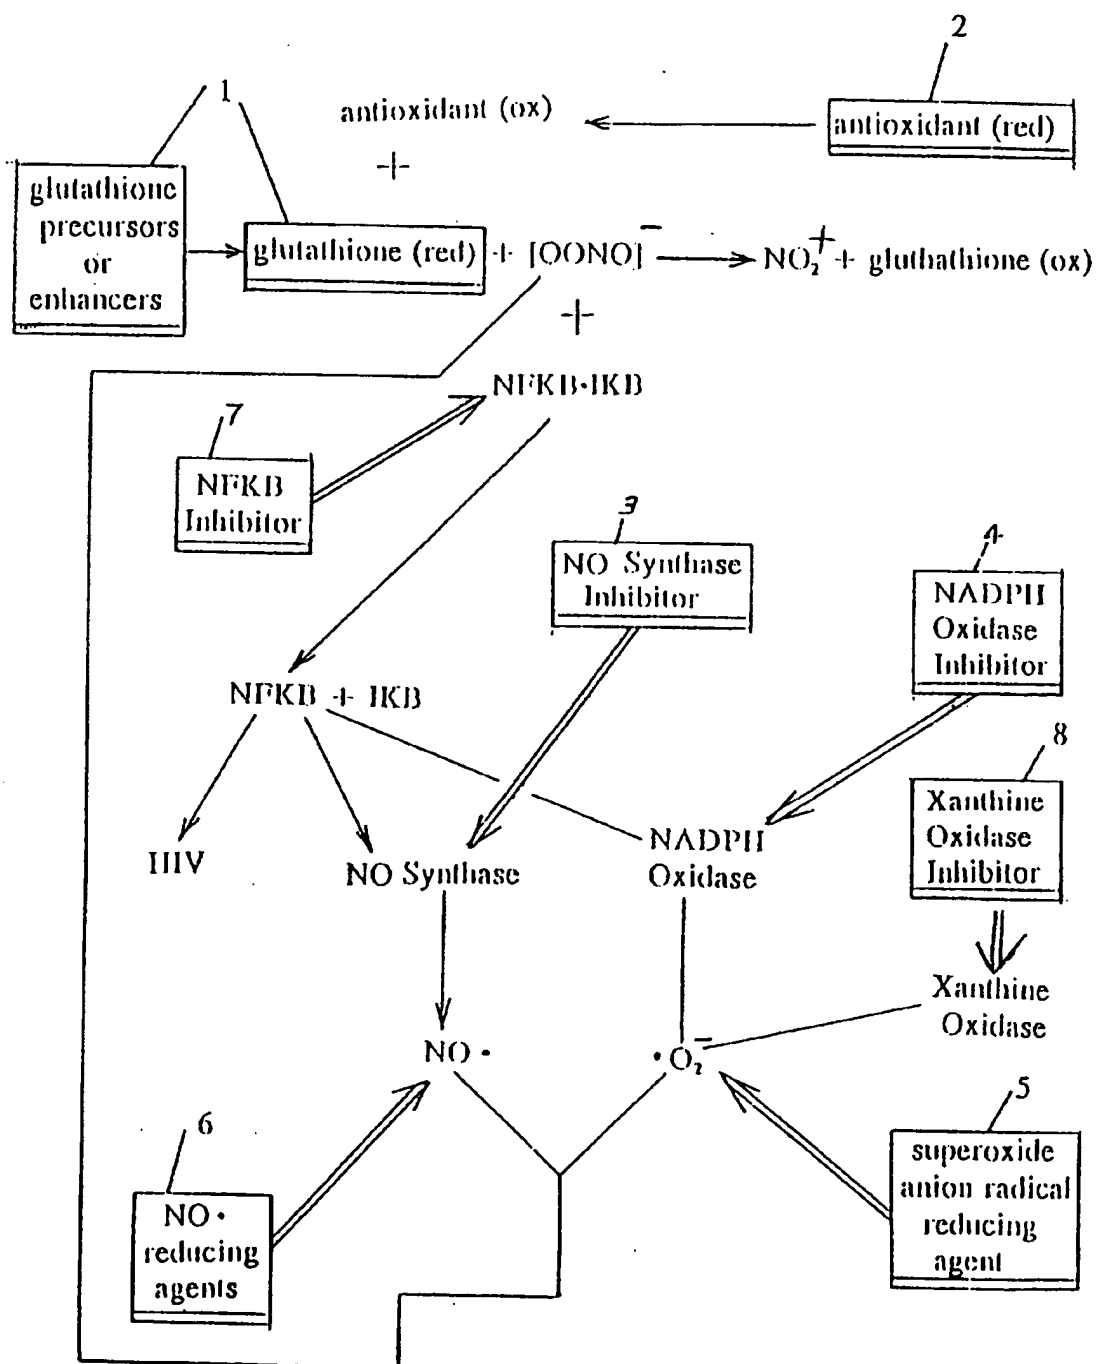 2
1
antioxidant (ox)
antioxidant (red)
+
glutathione
precursors
or
enhancers
glutathione (red) + [OONO]⁻ NO₂⁺ + gluthathione (ox)
+
NFKB·IKB
7
NFKB
Inhibitor
3
NO Synthase
Inhibitor
4
NADPH
Oxidase
Inhibitor
NFKB + IKB
8
Xanthine
Oxidase
Inhibitor
HIV
NO Synthase
NADPH
Oxidase
Xanthine
Oxidase
NO·
·O₂⁻
6
NO·
reducing
agents
5
superoxide
anion radical
reducing
agent